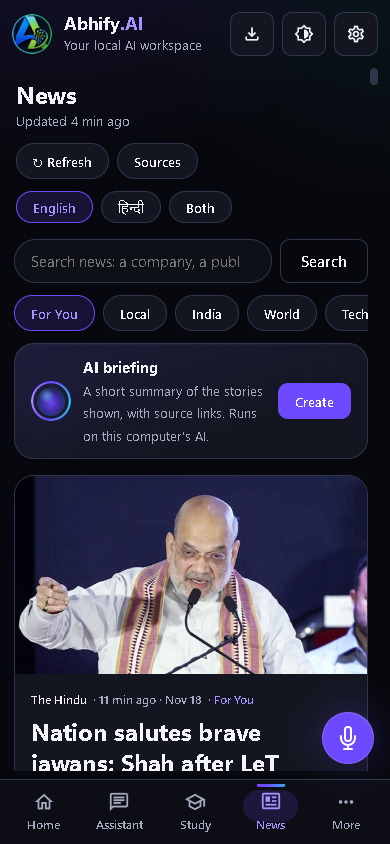 Abhify.AI
Your local AI workspace
News
Updated 4 min ago
↻ Refresh
Sources
English
हिन्दी
Both
Search news: a company, a publ
Search
For You
Local
India
World
Tech
AI briefing
A short summary of the stories
shown, with source links. Runs
on this computer's AI.
Create
The Hindu · 11 min ago · Nov 18 · For You
Nation salutes brave
jawans: Shah after LeT
Home
Assistant
Study
News
More